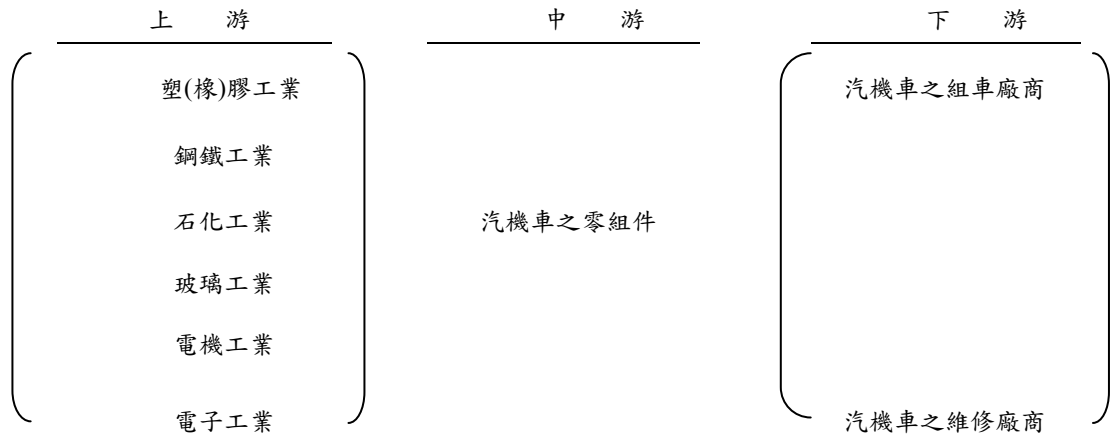 上 游 中 游 下 游
塑(橡)膠工業 汽機車之組車廠商
鋼鐵工業
石化工業 汽機車之零組件
玻璃工業
電機工業
電子工業 汽機車之維修廠商